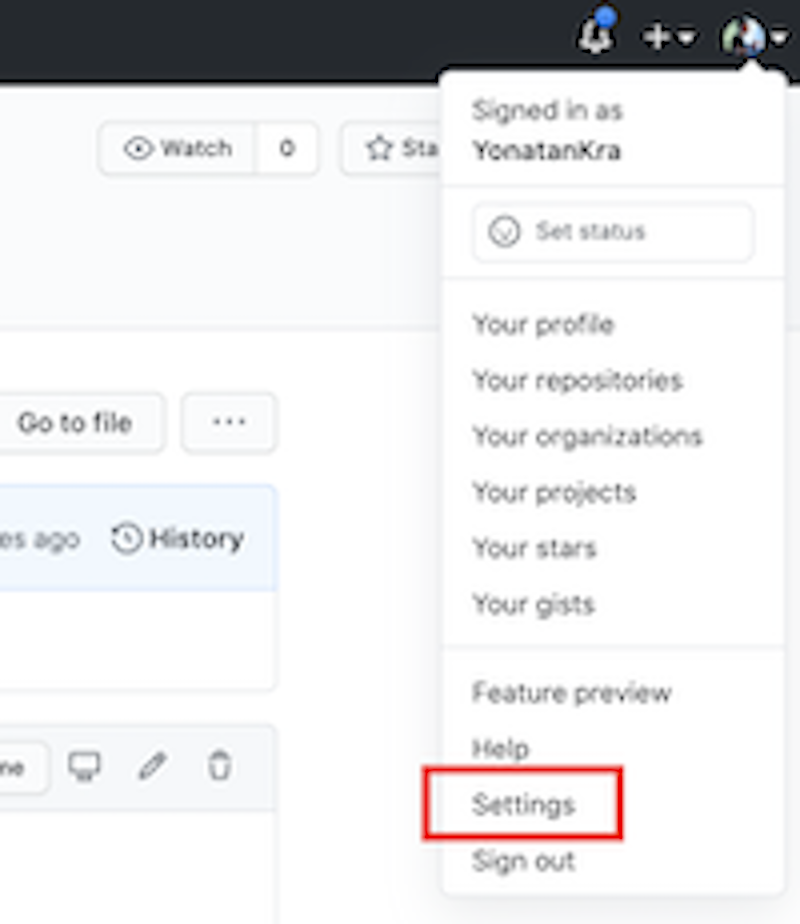 Signed in as
YonatanKra
Watch 0
Sta
Set status
Your profile
Your repositories
Go to file
Your organizations
Your projects
es ago History
Your stars
Your gists
Feature preview
Help
me
Settings
Sign out